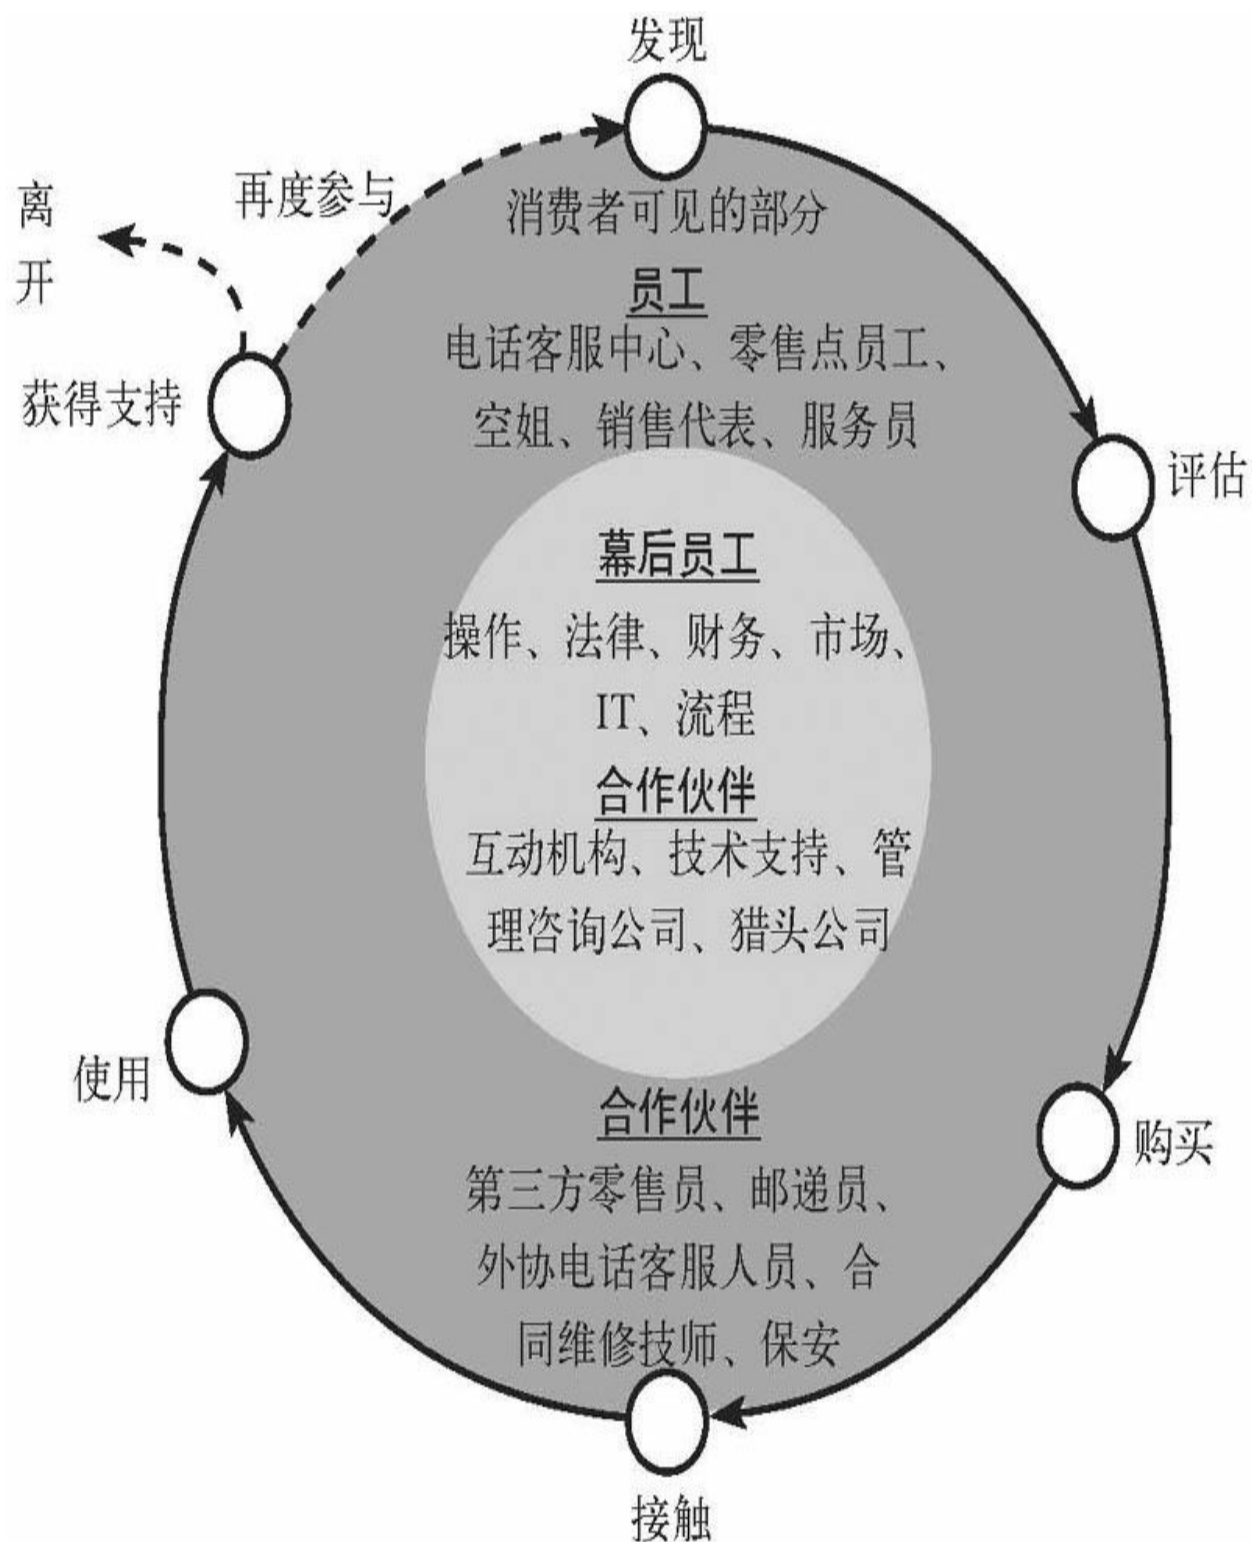 发现
再度参与
离
开
消费者可见的部分
员工
电话客服中心、零售点员工、
空姐、销售代表、服务员
获得支持
评估
幕后员工
操作、法律、财务、市场、
IT、流程
合作伙伴
互动机构、技术支持、管
理咨询公司、猎头公司
使用
合作伙伴
购买
第三方零售员、邮递员、
外协电话客服人员、合
同维修技师、保安
接触